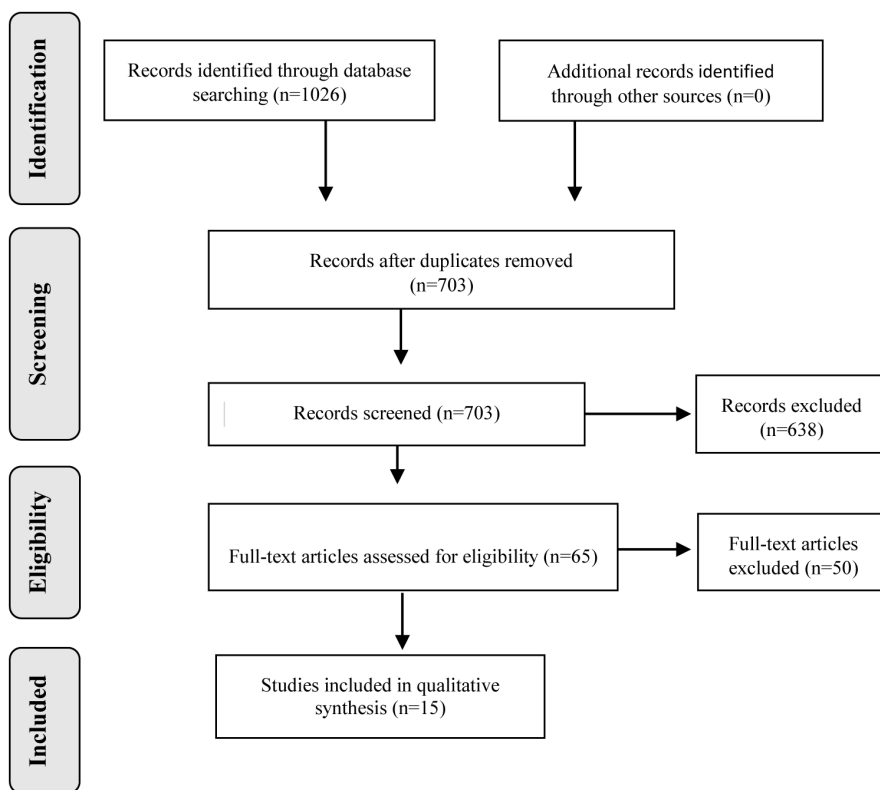 Identification
Records identified through database
searching (n=1026)
Additional records identified
through other sources (n=0)
Screening
Records after duplicates removed
(n=703)
Records screened (n=703)
Records excluded
(n=638)
Eligibility
Full-text articles assessed for eligibility (n=65)
Full-text articles
excluded (n=50)
Included
Studies included in qualitative
synthesis (n=15)